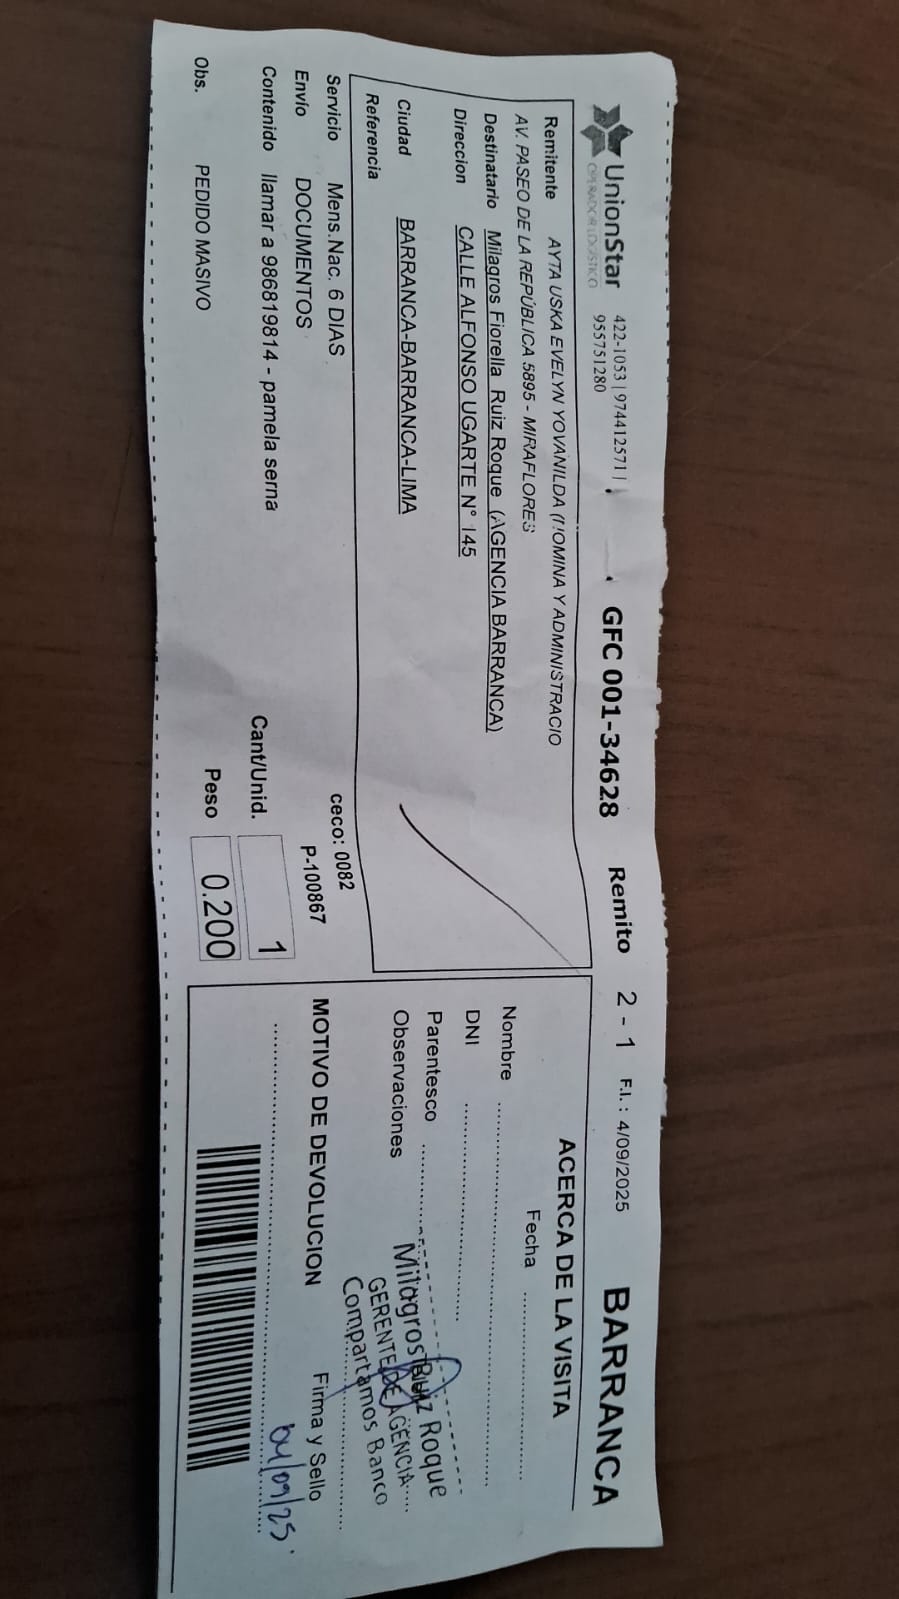 UnionStar
OPERADOR LOGÍSTICO
422-1053 | 974412571 |
955751280
GFC 001-34628 Remito 2 - 1 F.I. : 4/09/2025 BARRANCA
Remitente AYTA USKA EVELYN YOVANILDA (NOMINA Y ADMINISTRACIO
AV. PASEO DE LA REPÚBLICA 5895 - MIRAFLORES
Destinatario Milagros Fiorella Ruiz Roque (AGENCIA BARRANCA)
Direccion CALLE ALFONSO UGARTE N° 145
Ciudad BARRANCA-BARRANCA-LIMA
Referencia
Servicio Mens.Nac. 6 DIAS
ceco: 0082
Envío DOCUMENTOS
P-100867
Contenido llamar a 986819814 - pamela serna
Cant/Unid. 1
Obs. PEDIDO MASIVO
Peso 0.200
ACERCA DE LA VISITA
Fecha
Nombre
DNI
Parentesco
Observaciones
Milagros Ruiz Roque
GERENTE DE AGENCIA
Compartamos Banco
MOTIVO DE DEVOLUCION Firma y Sello
04/09/25.